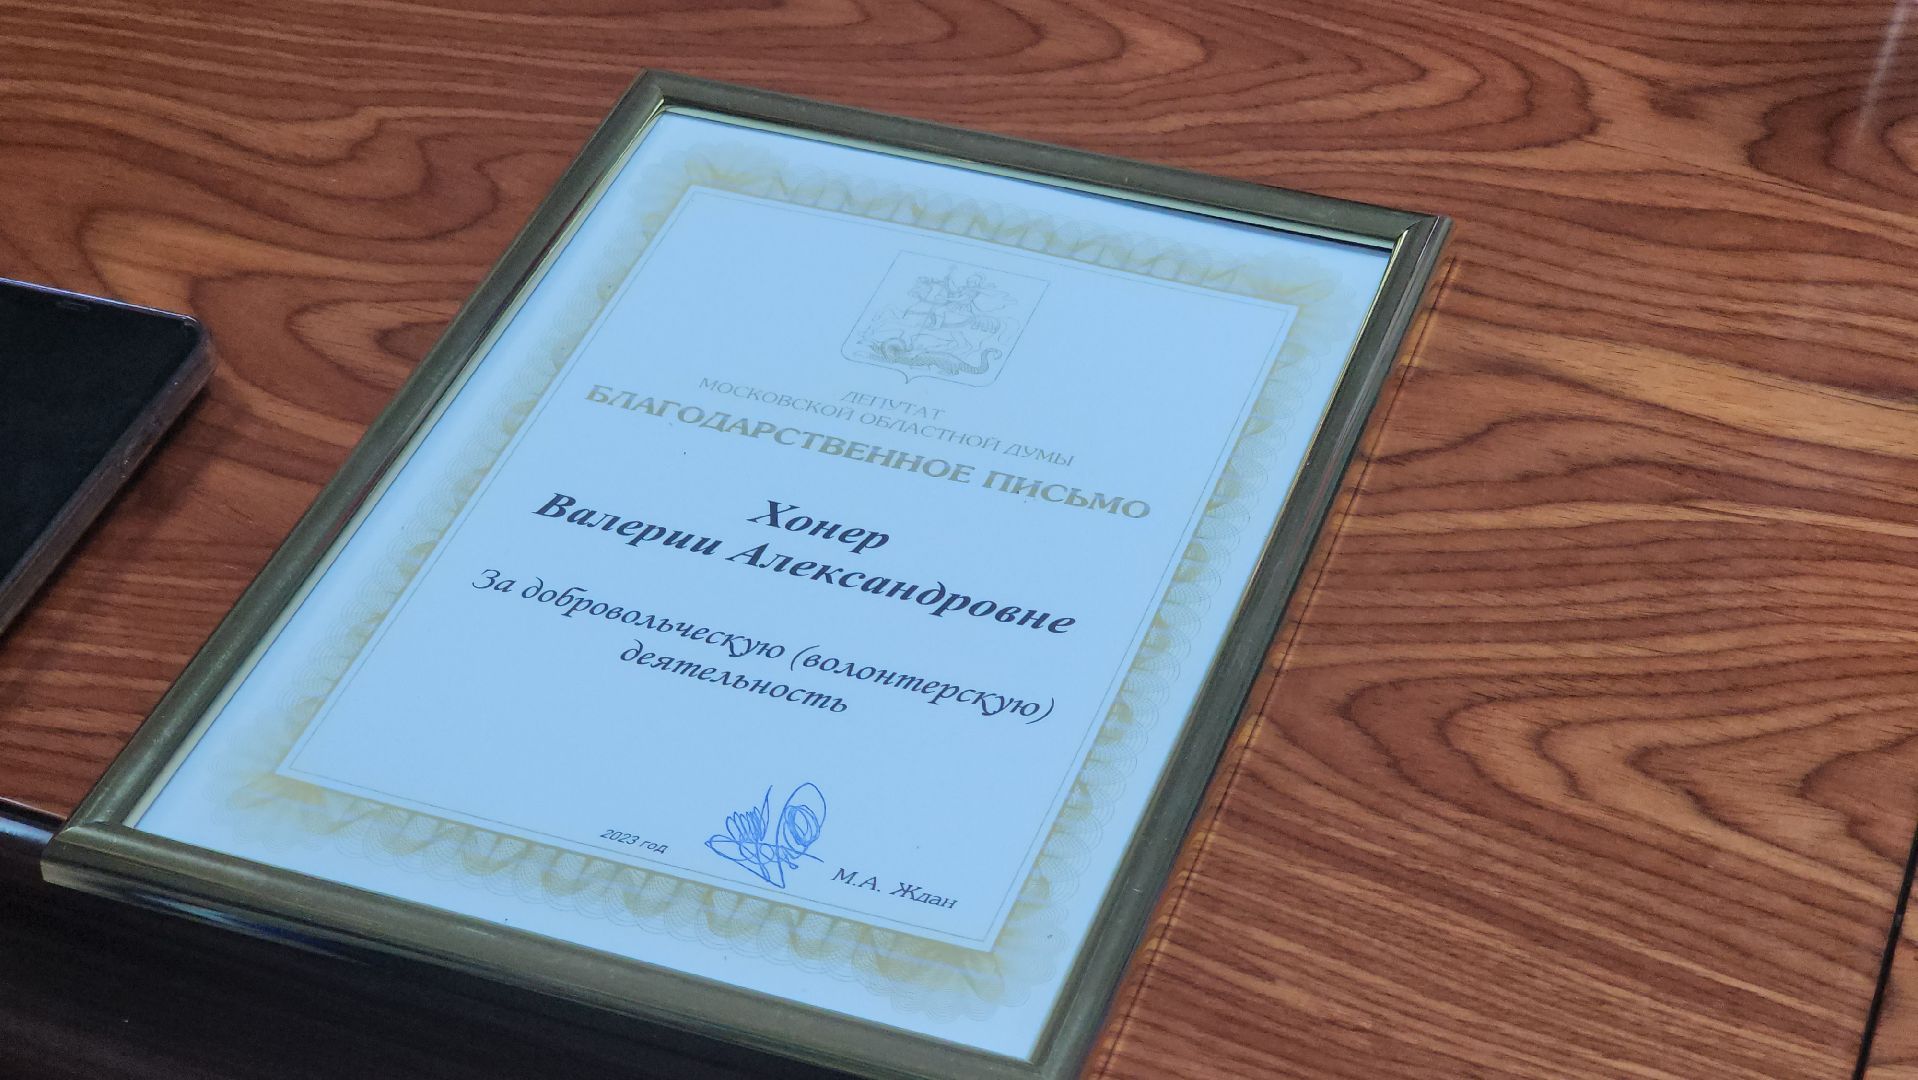 ДЕПУТАТ
МОСКОВСКОЙ ОБЛАСТНОЙ ДУМЫ
БЛАГОДАРСТВЕННОЕ ПИСЬМО
Хонер
Валерии Александровне
За добровольческую (волонтерскую)
деятельность
2023 год
М.А. Ждан